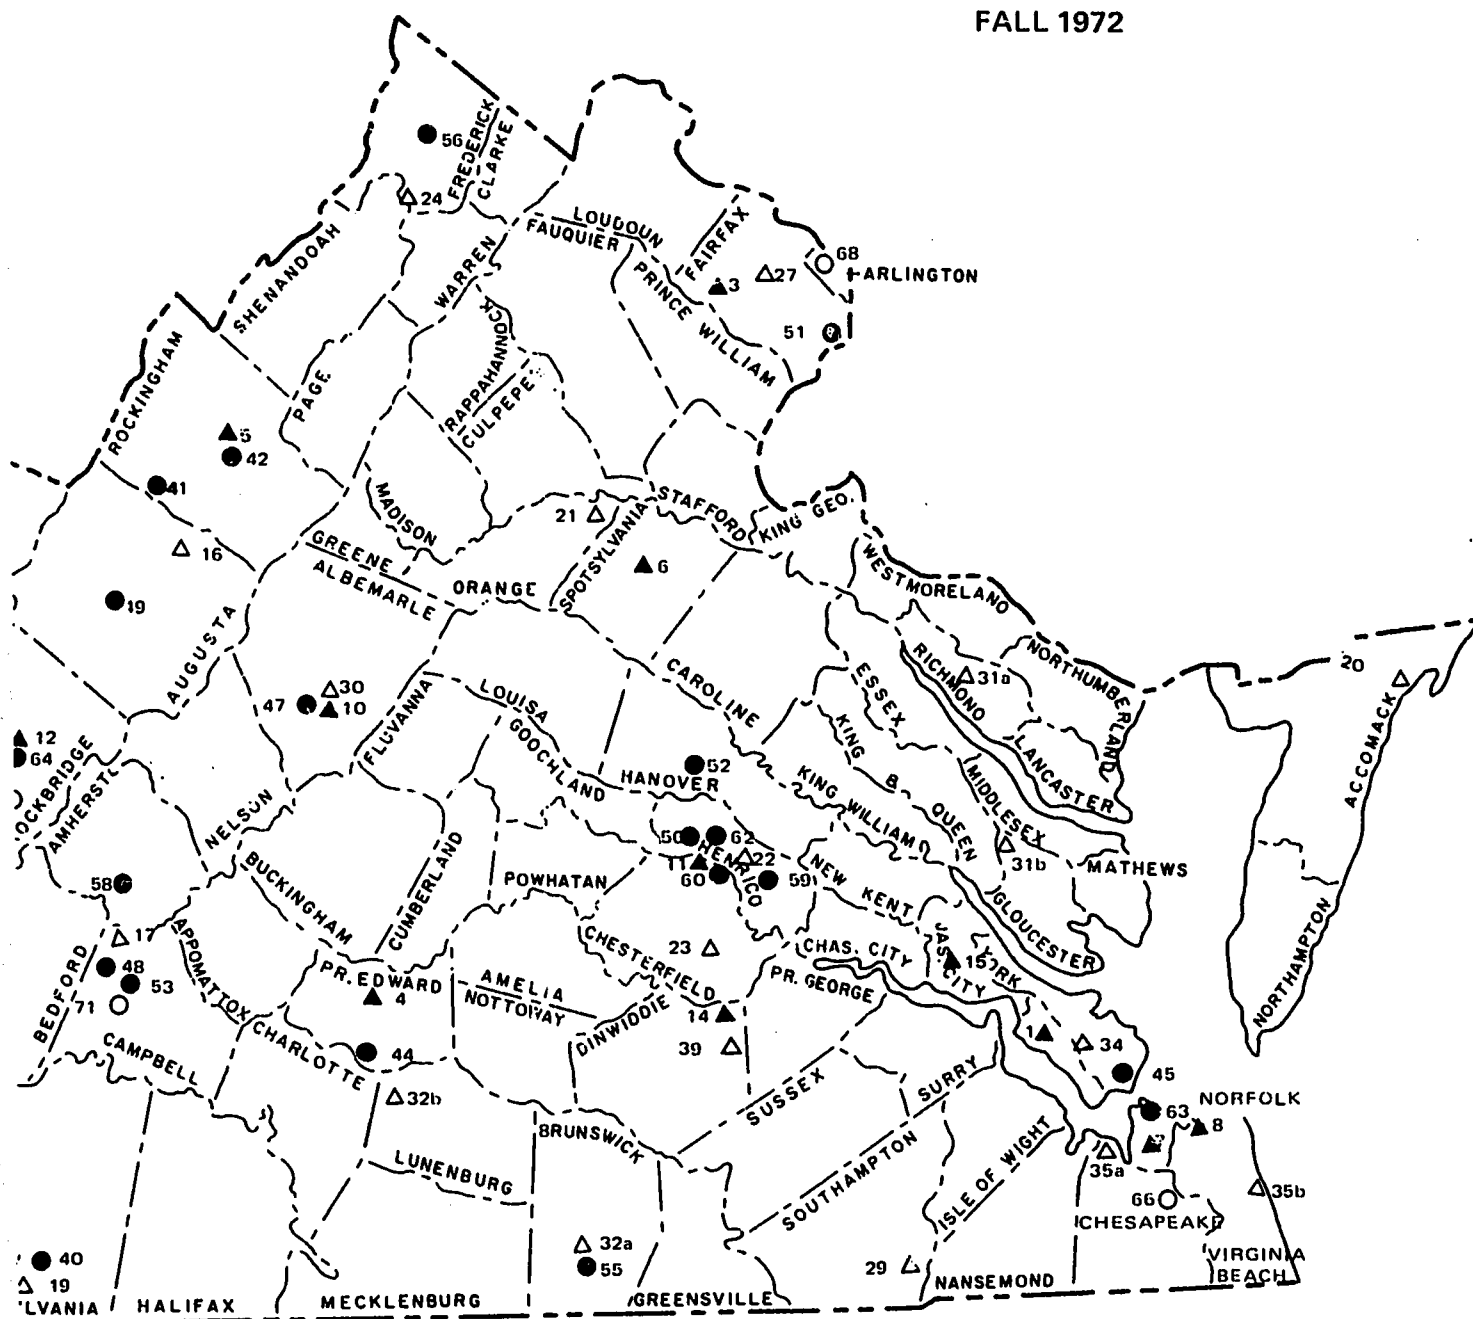 FALL 1972
56
FREDERICK
CLARKE
24
LOUDOUN
FAUQUIER
FAIRFAX
68
ARLINGTON
27
3
51
SHENANDOAH
WARREN
PRINCE WILLIAM
RAPPAHANNOCK
ROCKINGHAM
PAGE
5
42
41
MADISON
21
STAFFORD
KING GEO.
16
GREENE
ALBEMARLE
ORANGE
SPOTSYLVANIA
6
WESTMORELAND
AUGUSTA
RICHMOND
31a
NORTHUMBERLAND
20
30
47
10
FLUVANNA
LOUISA
GOOCHLAND
CAROLINE
ESSEX
LANCASTER
ACCOMACK
12
64
OCKBRIDGE
AMHERST
NELSON
52
HANOVER
KING & QUEEN
KING WILLIAM
MIDDLESEX
50
62
HENRICO
22
11
60
59
31b
MATHEWS
58
BUCKINGHAM
CUMBERLAND
POWHATAN
NEW KENT
GLOUCESTER
17
BEDFORD
APPOMATTOX
48
53
71
CHESTERFIELD
23
CHAS. CITY
JAS. CITY
YORK
15
PR. EDWARD
4
AMELIA
NOTTOWAY
DINWIDDIE
PR. GEORGE
14
NORTHAMPTON
CAMPBELL
CHARLOTTE
44
39
SUSSEX
SURRY
1
34
45
32b
63
NORFOLK
8
BRUNSWICK
LUNENBURG
SOUTHAMPTON
ISLE OF WIGHT
35a
66
35b
CHESAPEAKE
40
19
32a
55
29
NANSEMOND
VIRGINIA
BEACH
LVANIA
HALIFAX
MECKLENBURG
GREENSVILLE